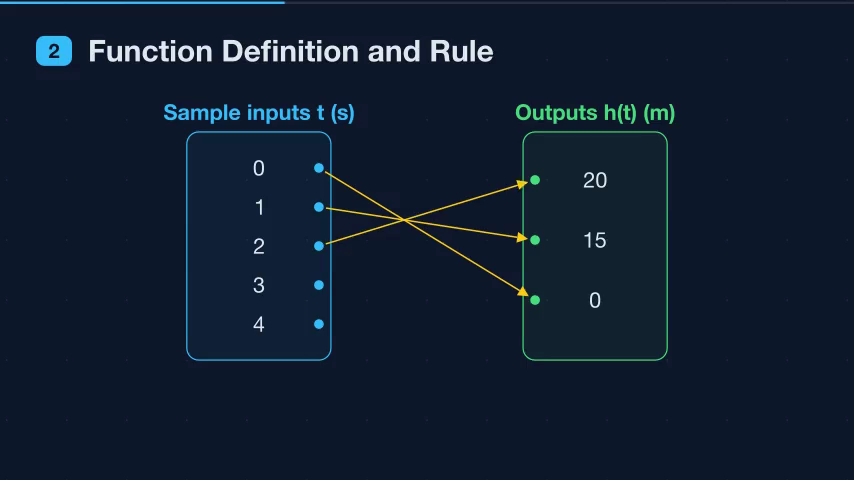 2 Function Definition and Rule
Sample inputs t (s)
0
1
2
3
4
Outputs h(t) (m)
20
15
0